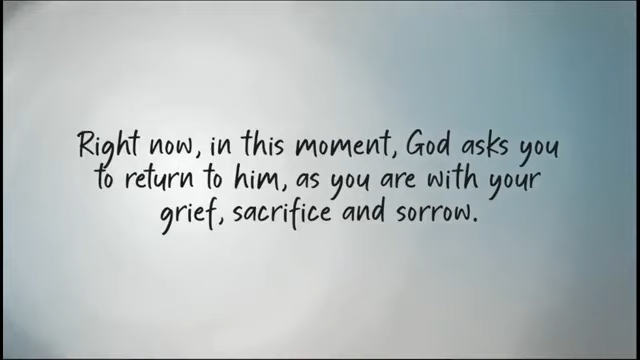 Right now, in this moment, God asks you
to return to him, as you are with your
grief, sacrifice and sorrow.